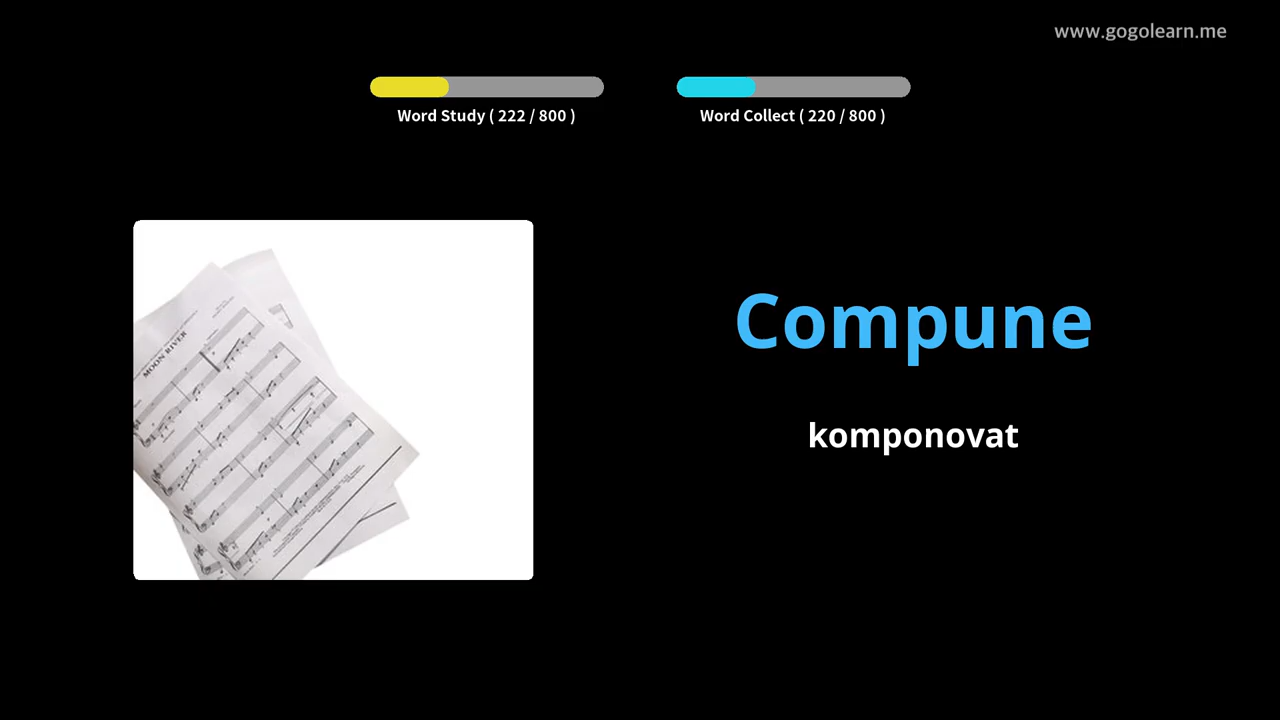 www.gogolearn.me
Word Study ( 222 / 800 )
Word Collect ( 220 / 800 )
MOON RIVER
Compune
komponovat